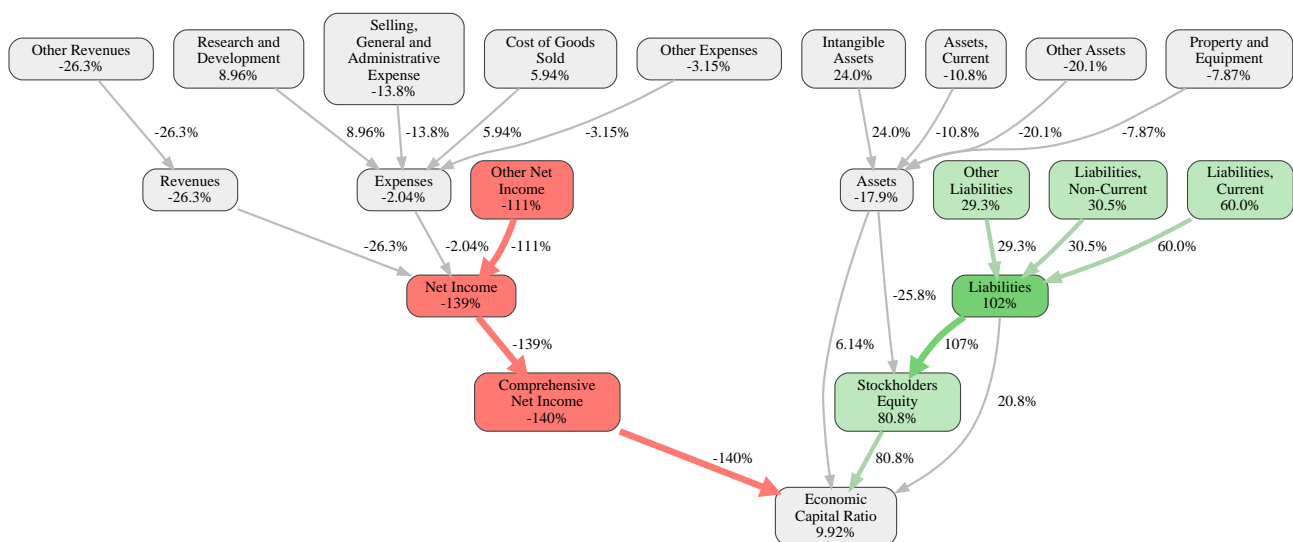 Other Revenues
-26.3%
Research and
Development
8.96%
Selling,
General and
Administrative
Expense
-13.8%
Cost of Goods
Sold
5.94%
Other Expenses
-3.15%
Intangible
Assets
24.0%
Assets,
Current
-10.8%
Other Assets
-20.1%
Property and
Equipment
-7.87%
-26.3%
8.96%
-13.8%
5.94%
-3.15%
24.0%
-10.8%
-20.1%
-7.87%
Revenues
-26.3%
Expenses
-2.04%
Other Net
Income
-111%
Assets
-17.9%
Other
Liabilities
29.3%
Liabilities,
Non-Current
30.5%
Liabilities,
Current
60.0%
-26.3%
-2.04%
-111%
29.3%
30.5%
60.0%
Net Income
-139%
-25.8%
Liabilities
102%
-139%
6.14%
107%
Comprehensive
Net Income
-140%
Stockholders
Equity
80.8%
20.8%
-140%
80.8%
Economic
Capital Ratio
9.92%